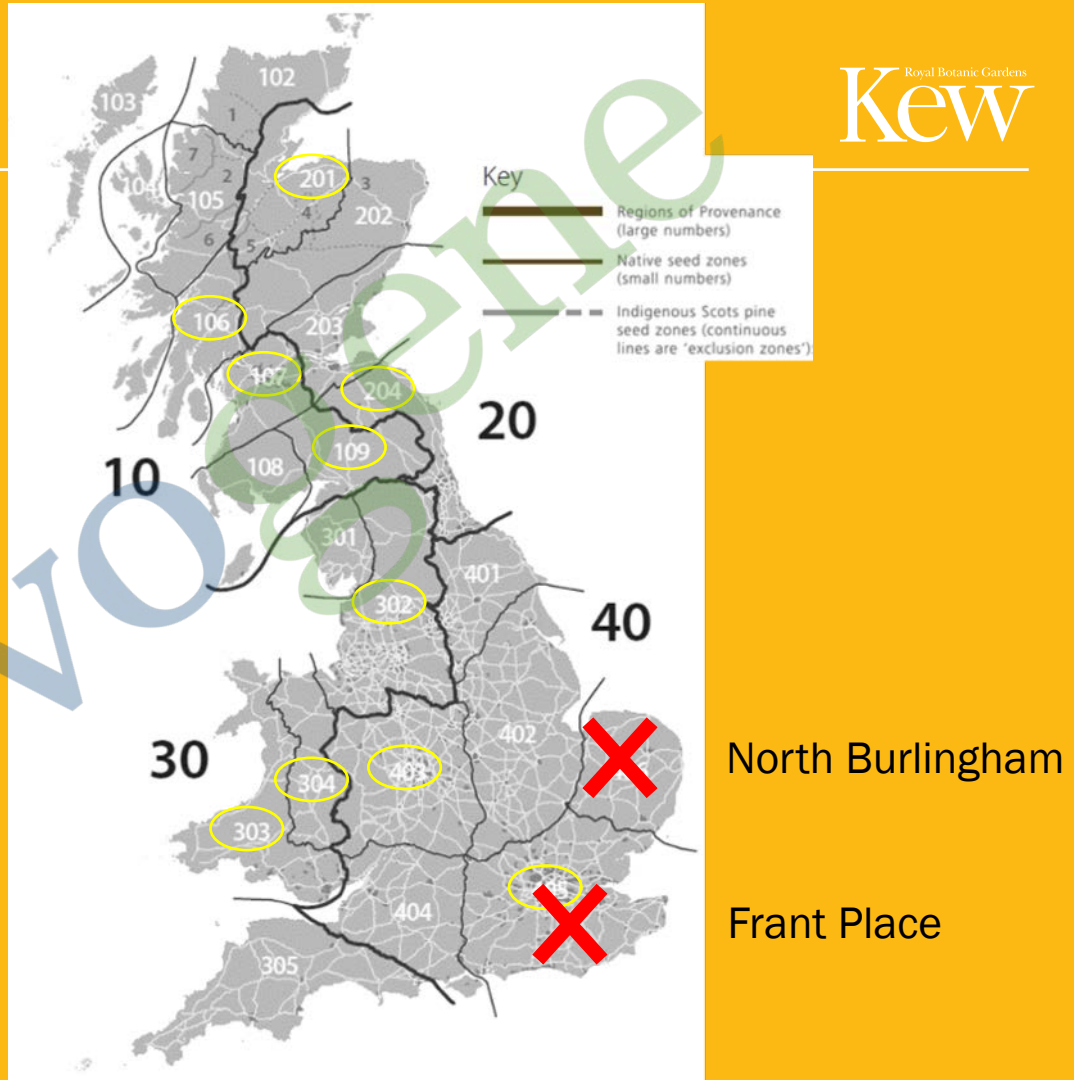 Royal Botanic Gardens
Kew
102
103
1
7
2
104
105
201
3
4
202
6
5
Key
Regions of Provenance
(large numbers)
Native seed zones
(small numbers)
Indigenous Scots pine
seed zones (continuous
lines are 'exclusion zones')
106
203
107
204
20
109
108
10
vogene
301
401
302
40
402
30
403
304
303
North Burlingham
404
Frant Place
305